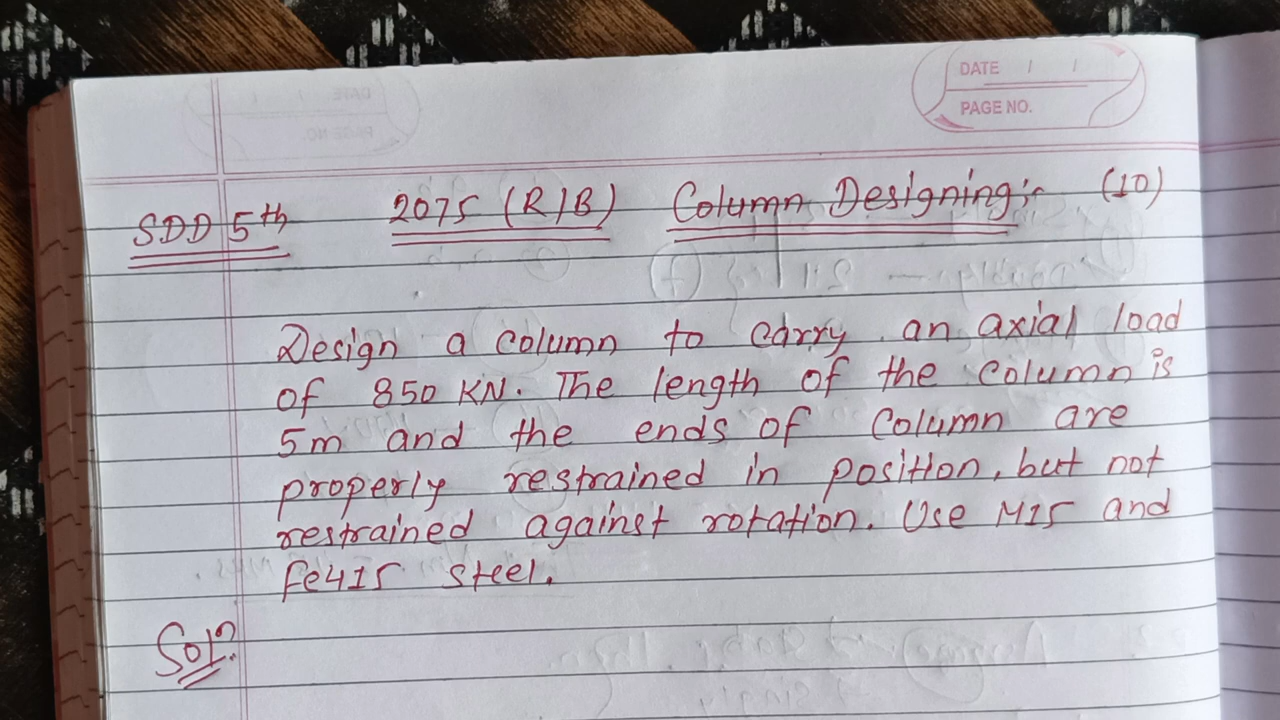 DATE / /
PAGE NO.
SDD 5th 2075 (R/B) Column Designing:- (10)
Design a column to carry an axial load
of 850 KN. The length of the column is
5m and the ends of column are
properly restrained in position, but not
restrained against rotation. Use M15 and
Fe415 steel.
Soln: